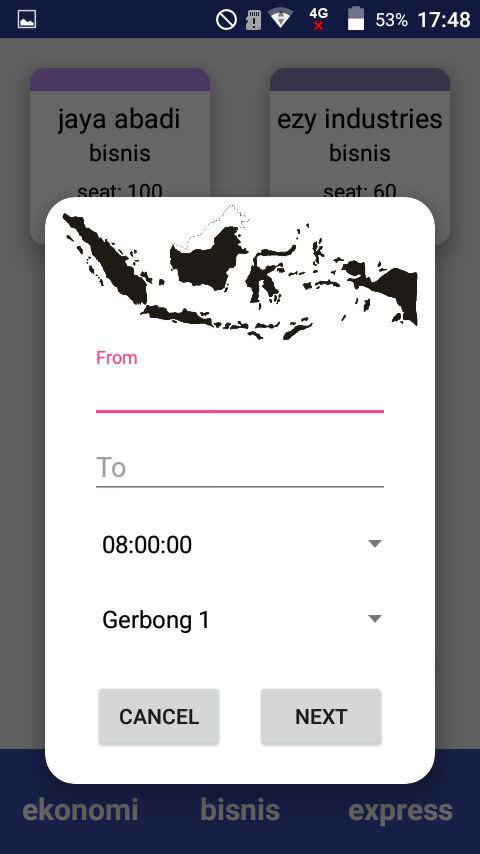 4G 53% 17:48
jaya abadi
bisnis
seat: 100
ezy industries
bisnis
seat: 60
From
To
08:00:00
Gerbong 1
CANCEL NEXT
ekonomi bisnis express